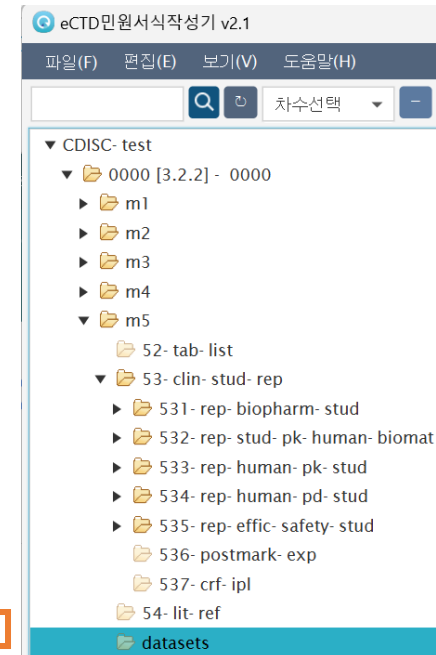 eCTD민원서식작성기 v2.1
파일(F) 편집(E) 보기(V) 도움말(H)
차수선택
CDISC- test
0000 [3.2.2] - 0000
m1
m2
m3
m4
m5
52- tab- list
53- clin- stud- rep
531- rep- biopharm- stud
532- rep- stud- pk- human- biomat
533- rep- human- pk- stud
534- rep- human- pd- stud
535- rep- effic- safety- stud
536- postmark- exp
537- crf- ipl
54- lit- ref
datasets